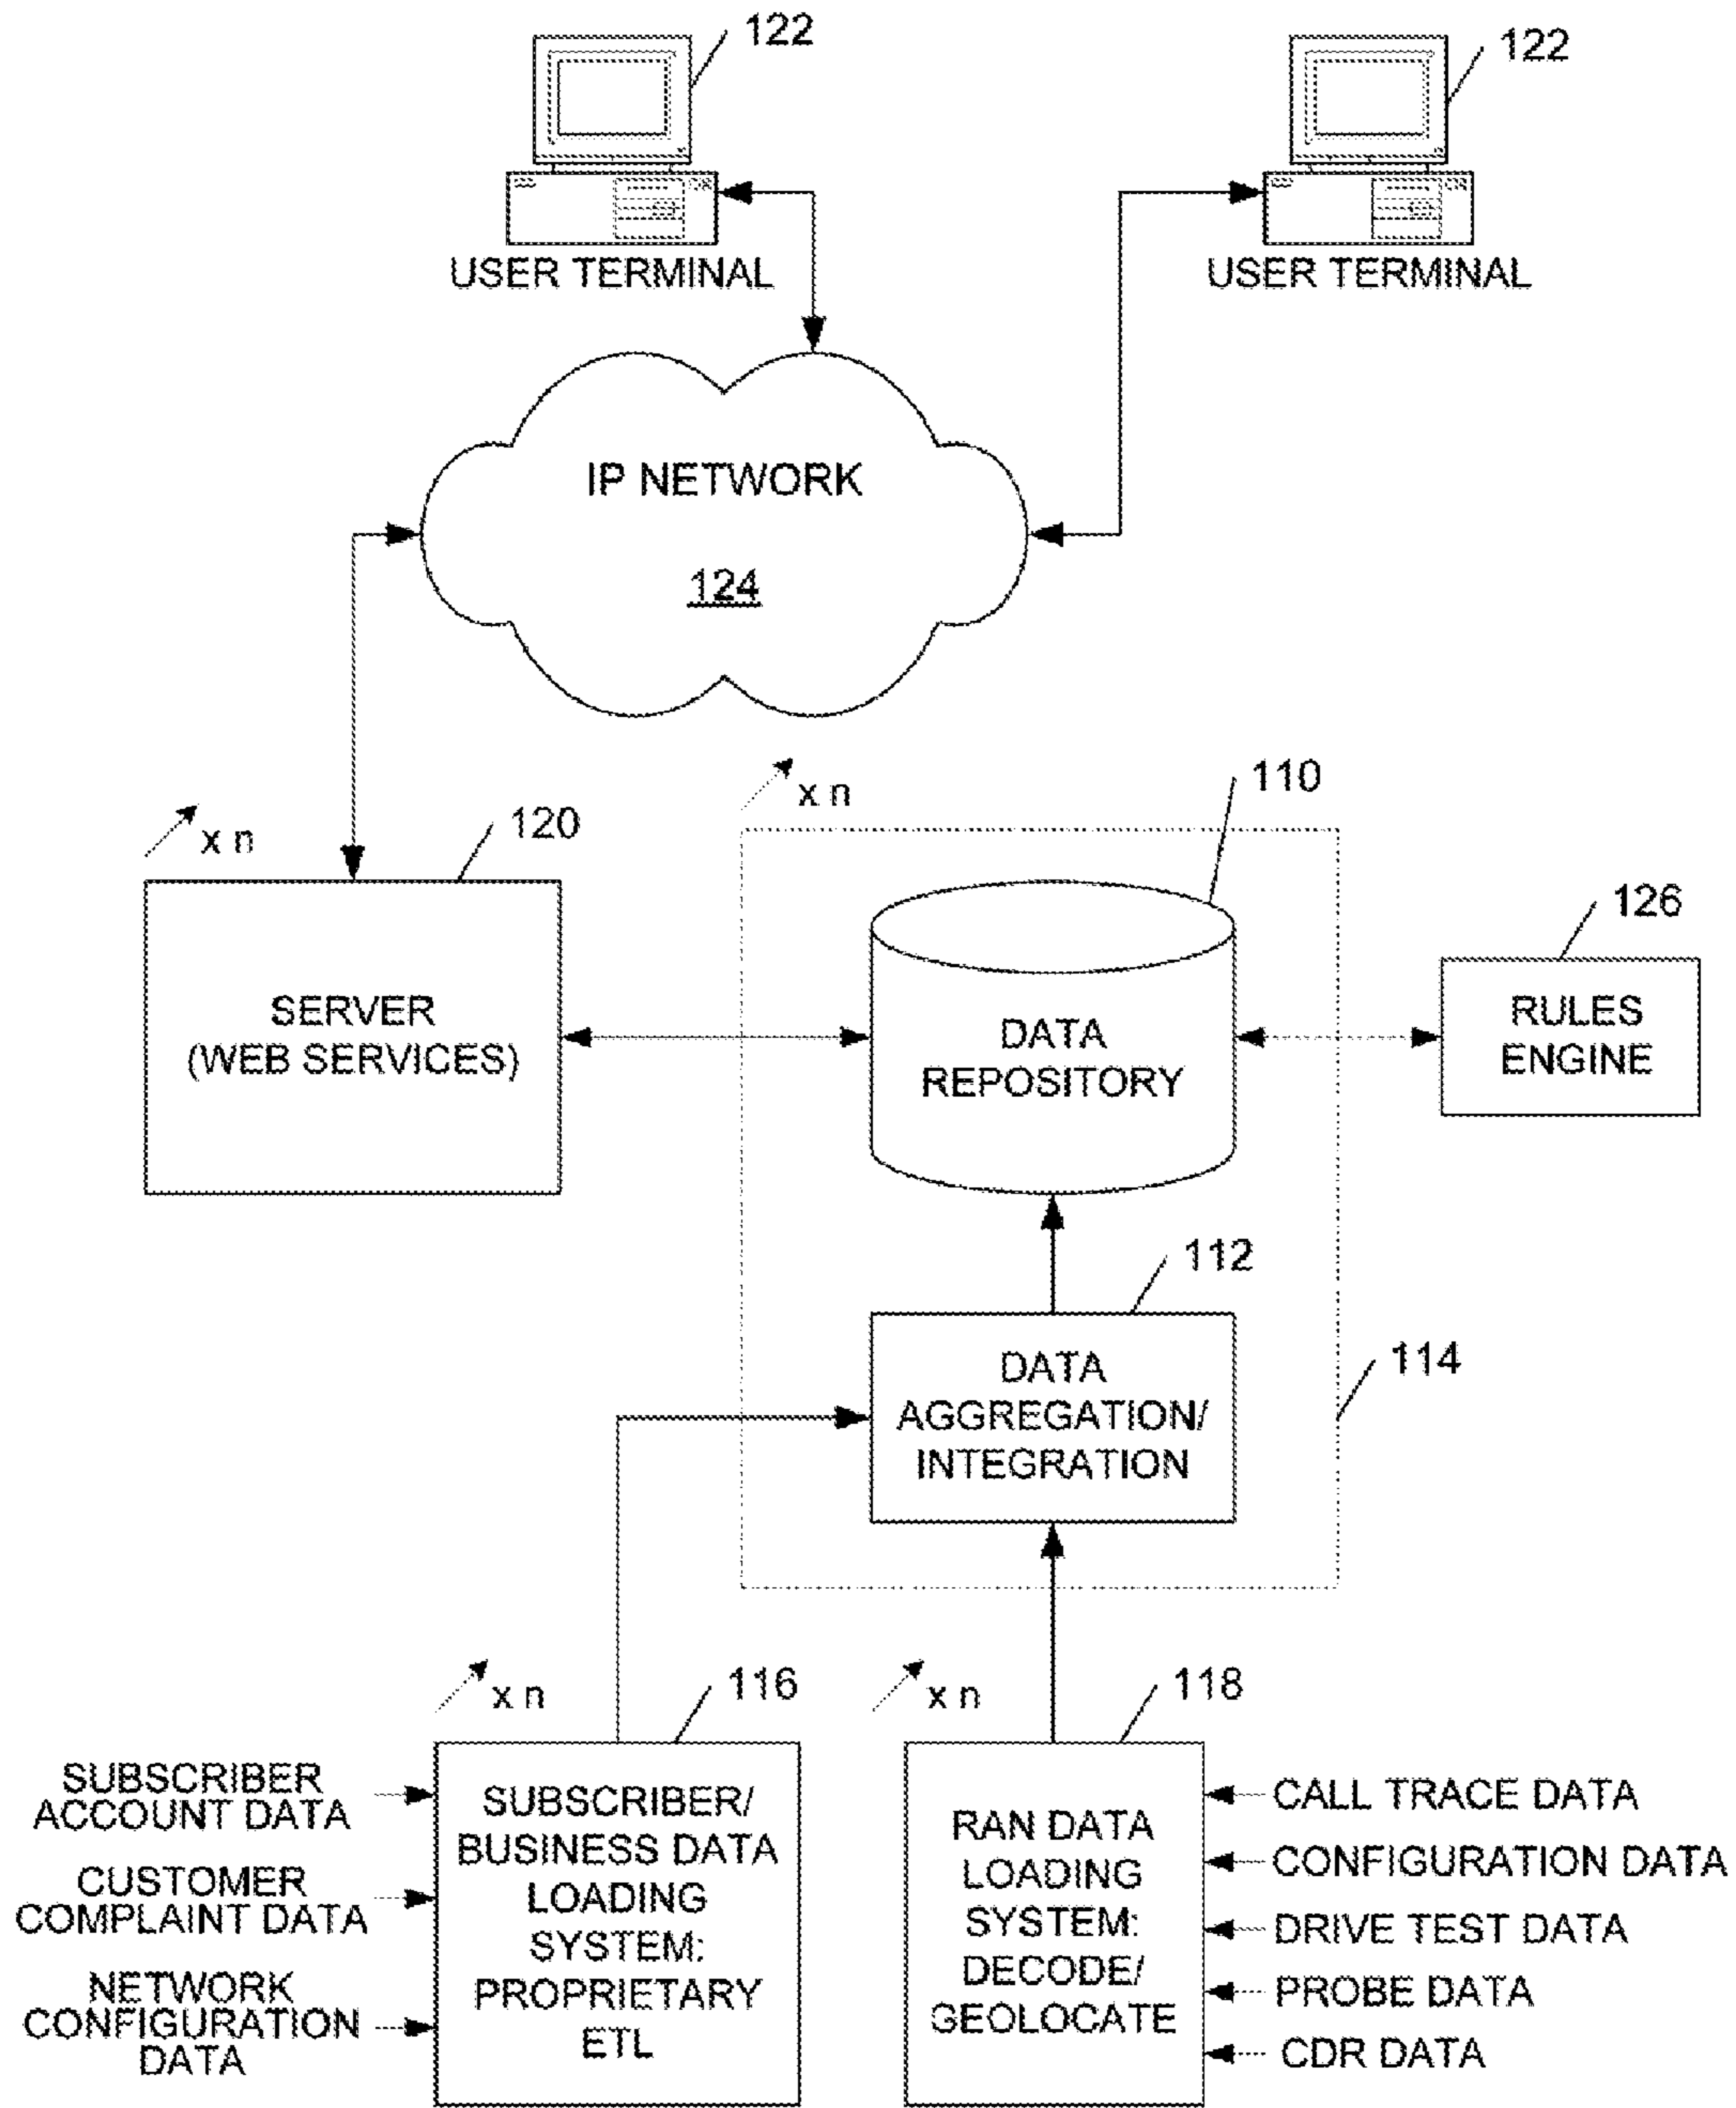 122
122
USER TERMINAL
USER TERMINAL
IP NETWORK
124
x n
110
x n
120
126
SERVER
(WEB SERVICES)
DATA
REPOSITORY
RULES
ENGINE
112
DATA
AGGREGATION/
INTEGRATION
114
x n
116
x n
118
SUBSCRIBER
ACCOUNT DATA
CUSTOMER
COMPLAINT DATA
NETWORK
CONFIGURATION
DATA
SUBSCRIBER/
BUSINESS DATA
LOADING
SYSTEM:
PROPRIETARY
ETL
RAN DATA
LOADING
SYSTEM:
DECODE/
GEOLOCATE
CALL TRACE DATA
CONFIGURATION DATA
DRIVE TEST DATA
PROBE DATA
CDR DATA